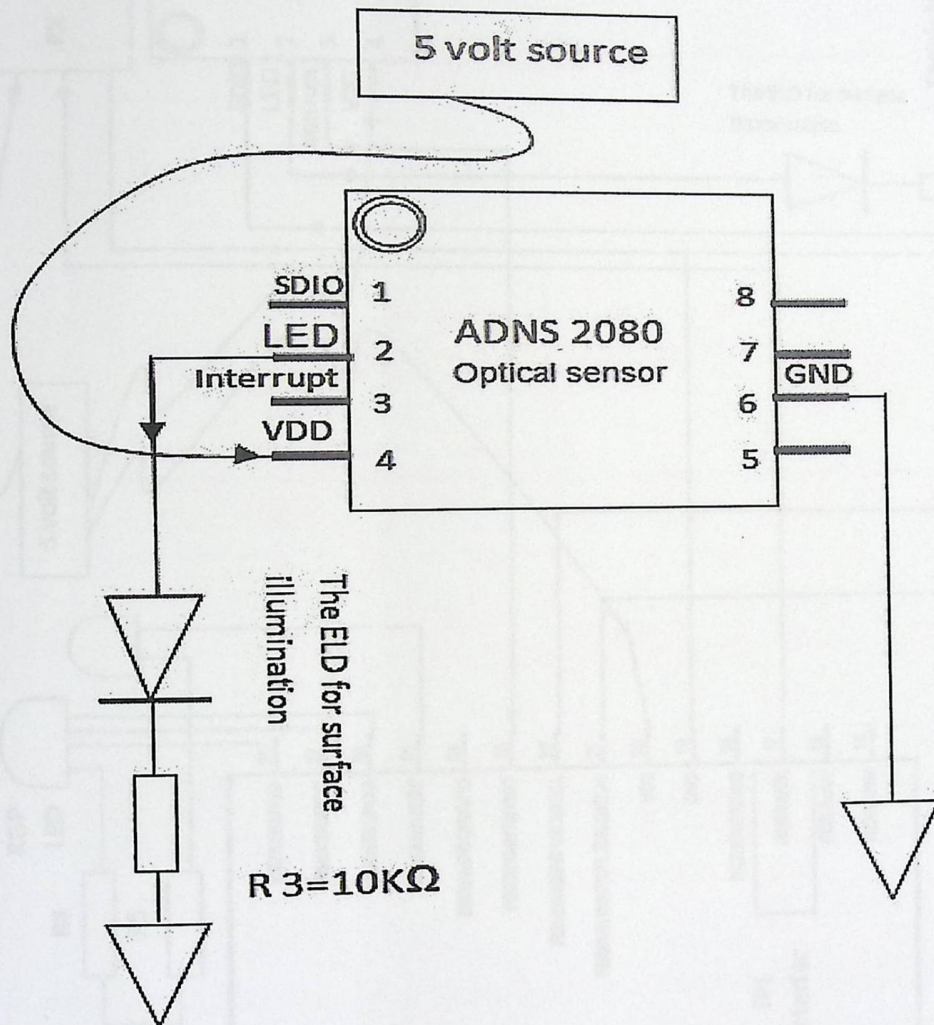 5 volt source
SDIO
1
LED
2
Interrupt
3
VDD
4
ADNS 2080
Optical sensor
8
7
GND
6
5
The ELD for surface
illumination
R 3=10KΩ